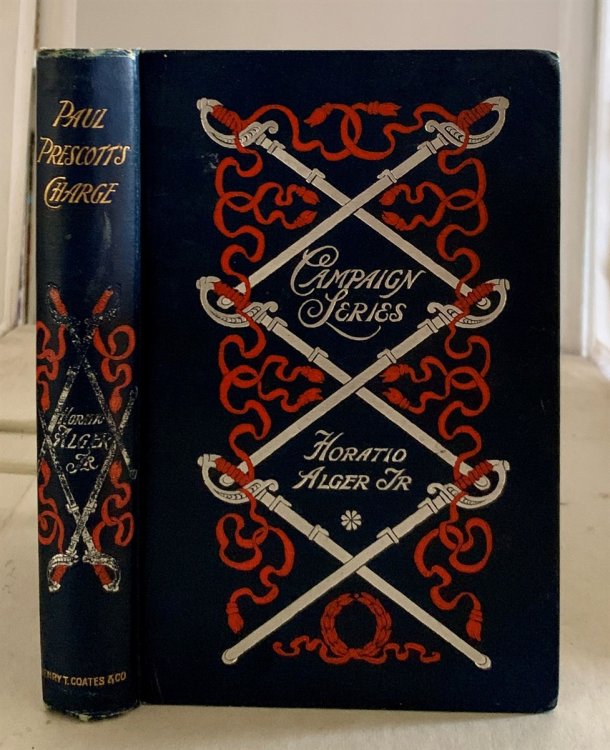 PAUL
PRESCOTT'S
CHARGE
HORATIO
ALGER
JR
HENRY T. COATES & CO
CAMPAIGN
SERIES
HORATIO
ALGER JR